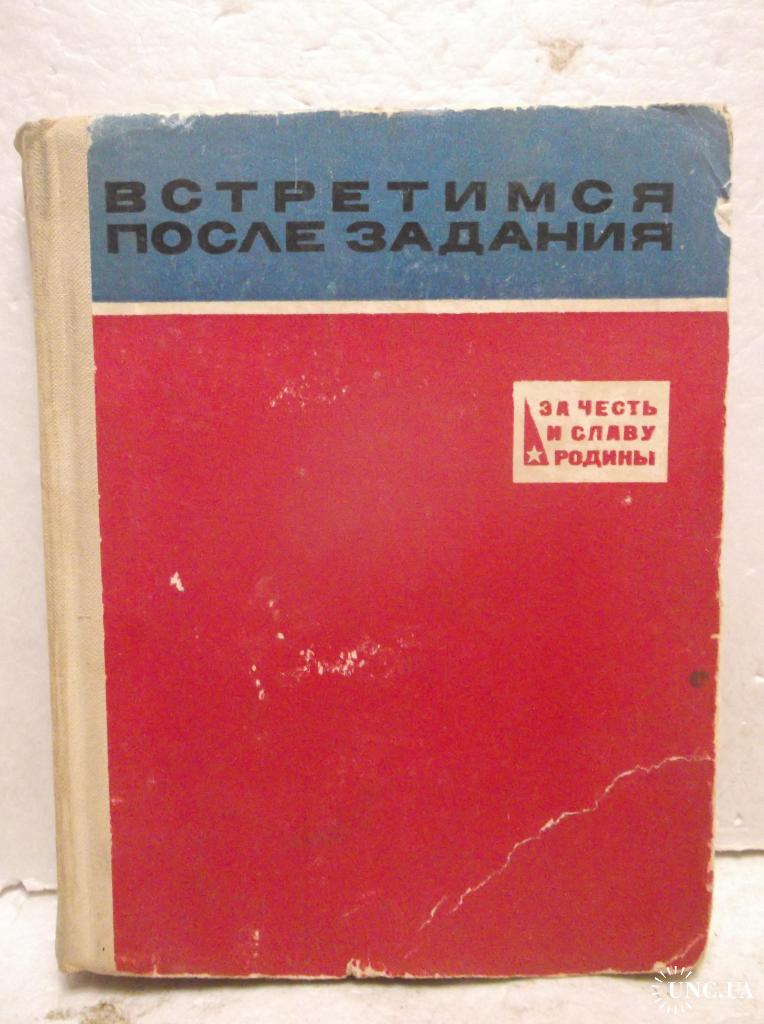 ВСТРЕТИМСЯ
ПОСЛЕ ЗАДАНИЯ
ЗА ЧЕСТЬ
И СЛАВУ
РОДИНЫ
UNC.UA